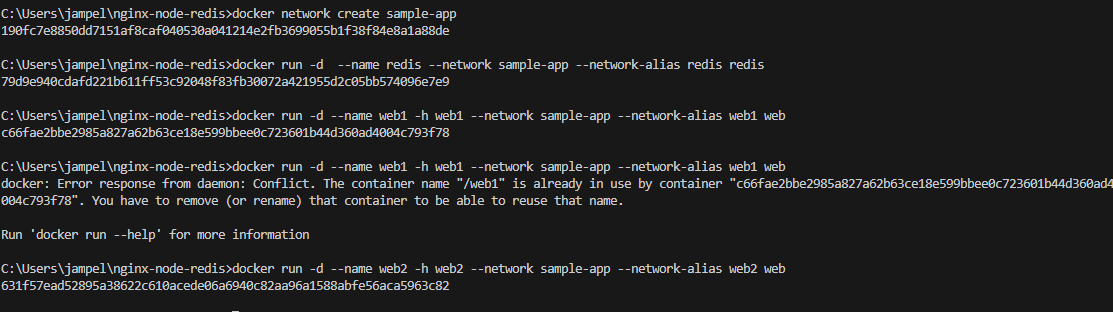 C:\Users\jampel\nginx-node-redis>docker network create sample-app
190fc7e8850dd7151af8caf040530a041214e2fb3699055b1f38f84e8a1a88de
C:\Users\jampel\nginx-node-redis>docker run -d  --name redis --network sample-app --network-alias redis redis
79d9e940cdafd221b611ff53c92048f83fb30072a421955d2c05bb574096e7e9
C:\Users\jampel\nginx-node-redis>docker run -d --name web1 -h web1 --network sample-app --network-alias web1 web
c66fae2bbe2985a827a62b63ce18e599bbee0c723601b44d360ad4004c793f78
C:\Users\jampel\nginx-node-redis>docker run -d --name web1 -h web1 --network sample-app --network-alias web1 web
docker: Error response from daemon: Conflict. The container name "/web1" is already in use by container "c66fae2bbe2985a827a62b63ce18e599bbee0c723601b44d360ad4
004c793f78". You have to remove (or rename) that container to be able to reuse that name.
Run 'docker run --help' for more information
C:\Users\jampel\nginx-node-redis>docker run -d --name web2 -h web2 --network sample-app --network-alias web2 web
631f57ead52895a38622c610acede06a6940c82aa96a1588abfe56aca5963c82